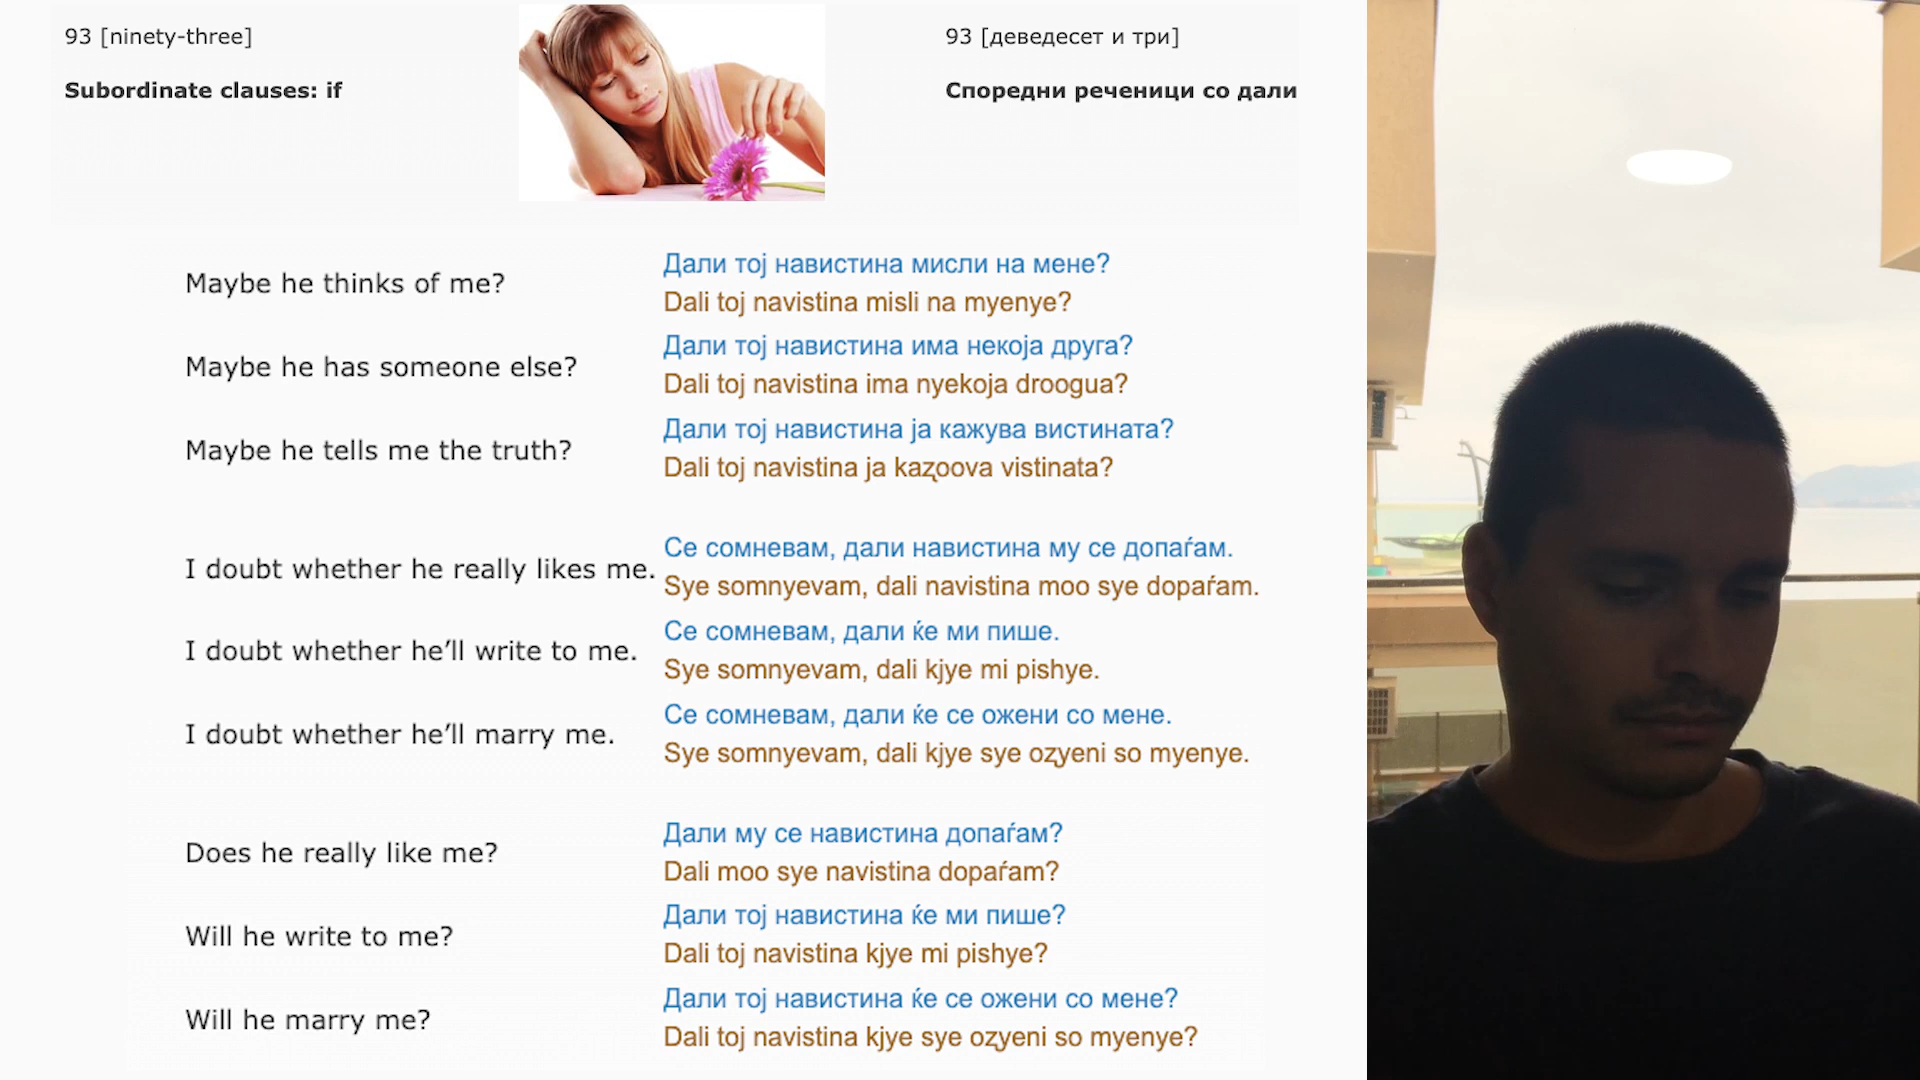 93 [ninety-three]
93 [деведесет и три]
Subordinate clauses: if
Споредни реченици со дали
Maybe he thinks of me?
Дали тој навистина мисли на мене?
Dali toj navistina misli na myenye?
Maybe he has someone else?
Дали тој навистина има некоја друга?
Dali toj navistina ima nyekoja droogua?
Maybe he tells me the truth?
Дали тој навистина ја кажува вистината?
Dali toj navistina ja kaʐoova vistinata?
I doubt whether he really likes me.
Се сомневам, дали навистина му се допаѓам.
Sye somnyevam, dali navistina moo sye dopaѓam.
I doubt whether he’ll write to me.
Се сомневам, дали ќе ми пише.
Sye somnyevam, dali kjye mi pishye.
I doubt whether he’ll marry me.
Се сомневам, дали ќе се ожени со мене.
Sye somnyevam, dali kjye sye oʐyeni so myenye.
Does he really like me?
Дали му се навистина допаѓам?
Dali moo sye navistina dopaѓam?
Will he write to me?
Дали тој навистина ќе ми пише?
Dali toj navistina kjye mi pishye?
Will he marry me?
Дали тој навистина ќе се ожени со мене?
Dali toj navistina kjye sye oʐyeni so myenye?